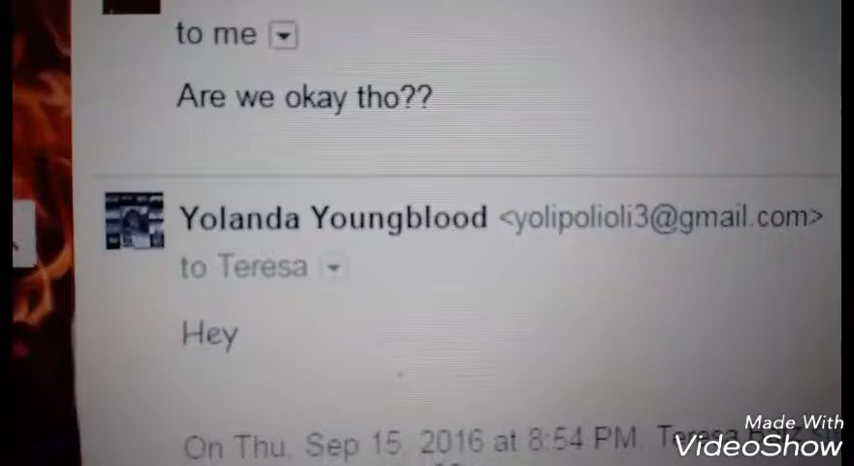 to me
Are we okay tho??
Yolanda Youngblood <yolipolioli3@gmail.com>
to Teresa
Hey
On Thu, Sep 15, 2016 at 8:54 PM, Teresa
Made With
VideoShow